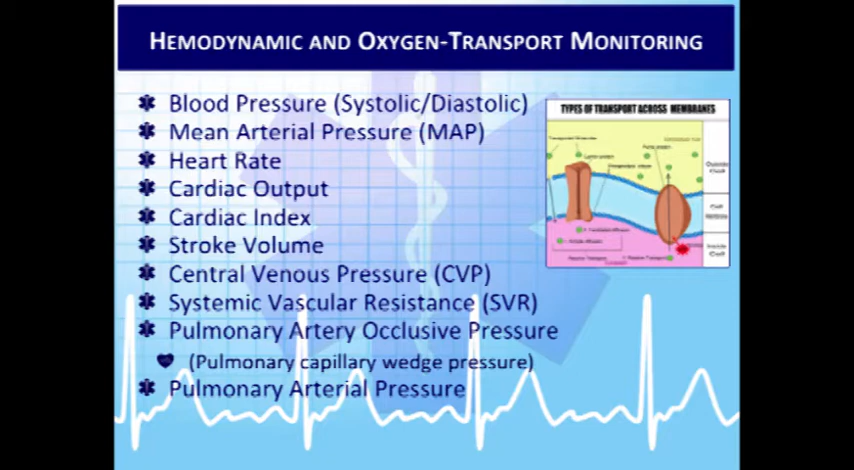 HEMODYNAMIC AND OXYGEN-TRANSPORT MONITORING
Blood Pressure (Systolic/Diastolic)
Mean Arterial Pressure (MAP)
Heart Rate
Cardiac Output
Cardiac Index
Stroke Volume
Central Venous Pressure (CVP)
Systemic Vascular Resistance (SVR)
Pulmonary Artery Occlusive Pressure
(Pulmonary capillary wedge pressure)
Pulmonary Arterial Pressure
TYPES OF TRANSPORT ACROSS MEMBRANES